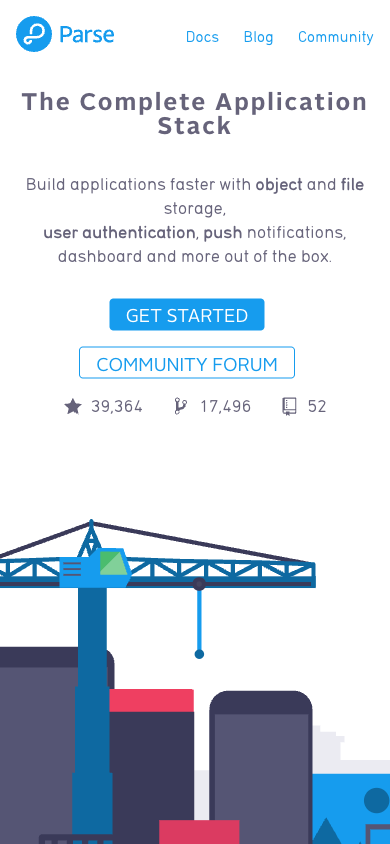 Parse
Docs
Blog
Community
The Complete Application
Stack
Build applications faster with object and file
storage,
user authentication, push notifications,
dashboard and more out of the box.
GET STARTED
COMMUNITY FORUM
39,364
17,496
52